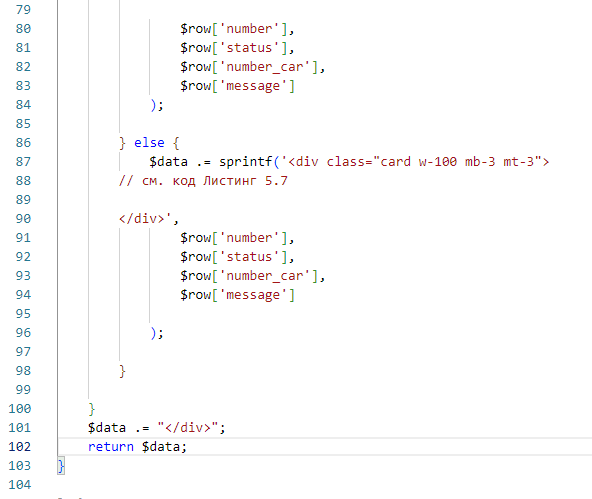 79
80 $row['number'],
81 $row['status'],
82 $row['number_car'],
83 $row['message']
84 );
85
86 } else {
87 $data .= sprintf('<div class="card w-100 mb-3 mt-3">
88 // см. код Листинг 5.7
89
90 </div>',
91 $row['number'],
92 $row['status'],
93 $row['number_car'],
94 $row['message']
95
96 );
97
98 }
99
100 }
101 $data .= "</div>";
102 return $data;
103 }
104